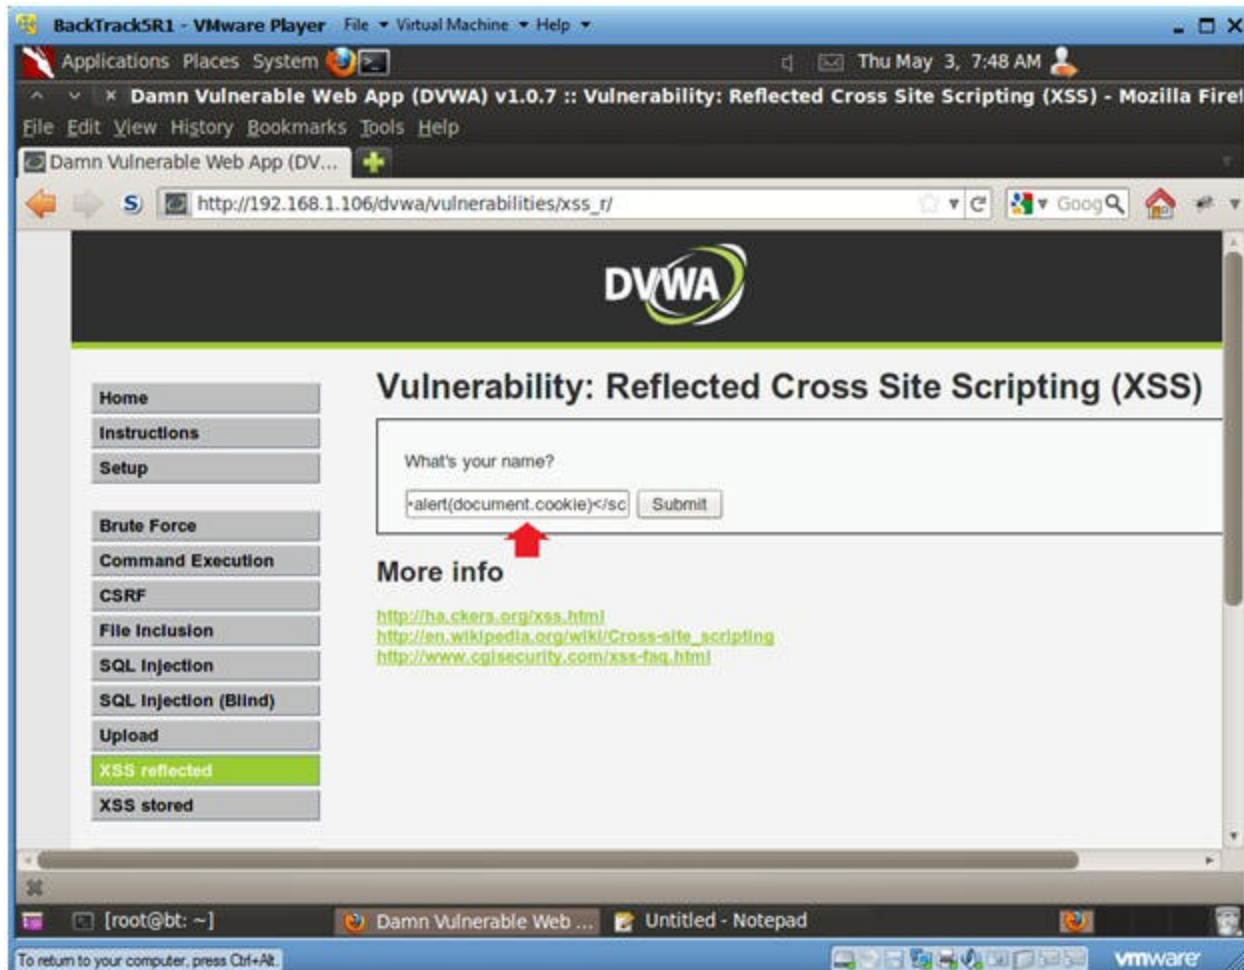 BackTrack5R1 - VMware Player File Virtual Machine Help
Applications Places System Thu May 3, 7:48 AM
Damn Vulnerable Web App (DVWA) v1.0.7 :: Vulnerability: Reflected Cross Site Scripting (XSS) - Mozilla Firef
File Edit View History Bookmarks Tools Help
Damn Vulnerable Web App (DV...
http://192.168.1.106/dvwa/vulnerabilities/xss_r/ Goog
DVWA
Vulnerability: Reflected Cross Site Scripting (XSS)
Home
Instructions
Setup
Brute Force
Command Execution
CSRF
File Inclusion
SQL Injection
SQL Injection (Blind)
Upload
XSS reflected
XSS stored
What's your name?
alert(document.cookie)</sc Submit
More info
http://ha.ckers.org/xss.html
http://en.wikipedia.org/wiki/Cross-site_scripting
http://www.cgisecurity.com/xss-faq.html
[root@bt: ~] Damn Vulnerable Web ... Untitled - Notepad
To return to your computer, press Ctrl+Alt. vmware